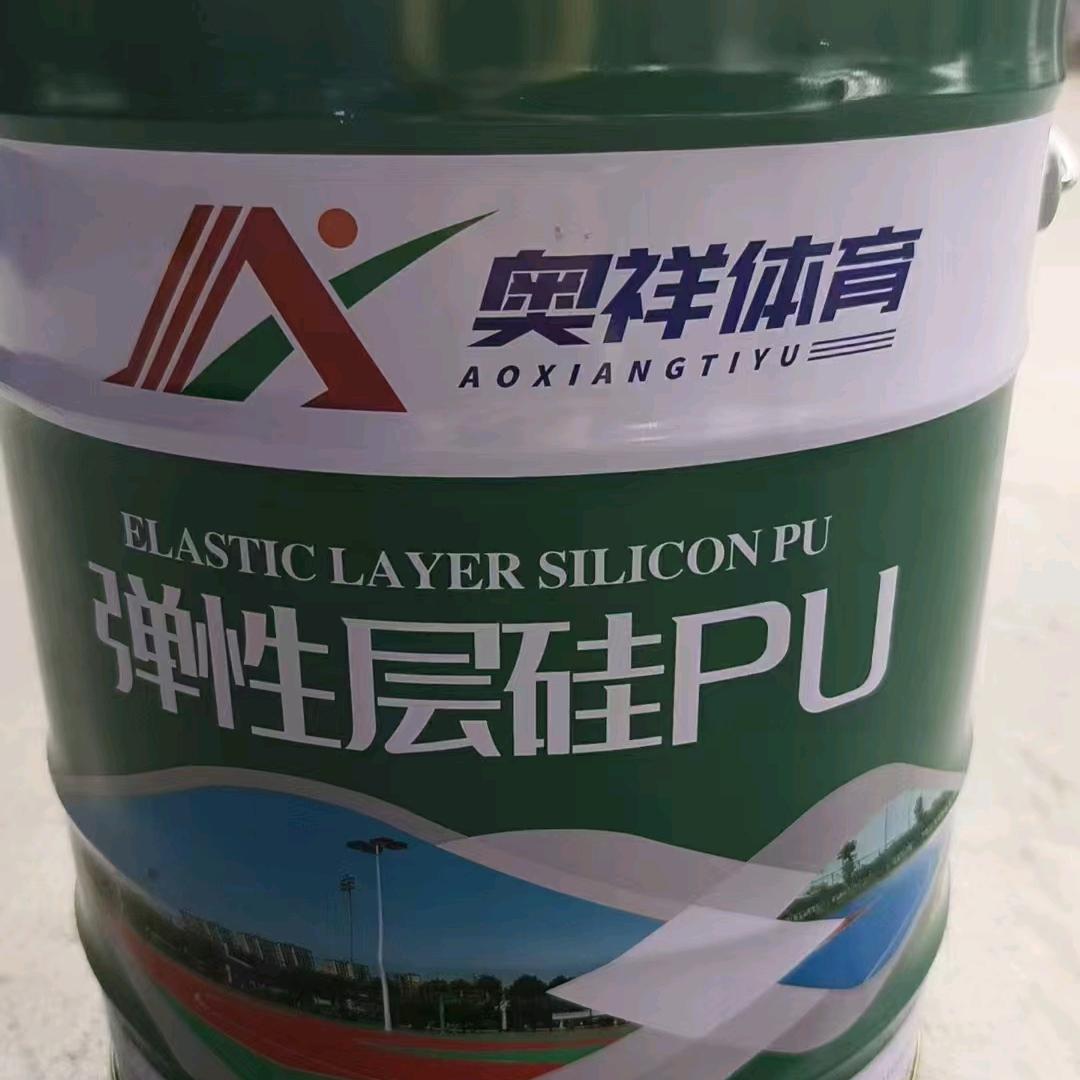 奥祥体育
AOXIANGTIYU
ELASTIC LAYER SILICON PU
弹性层硅PU